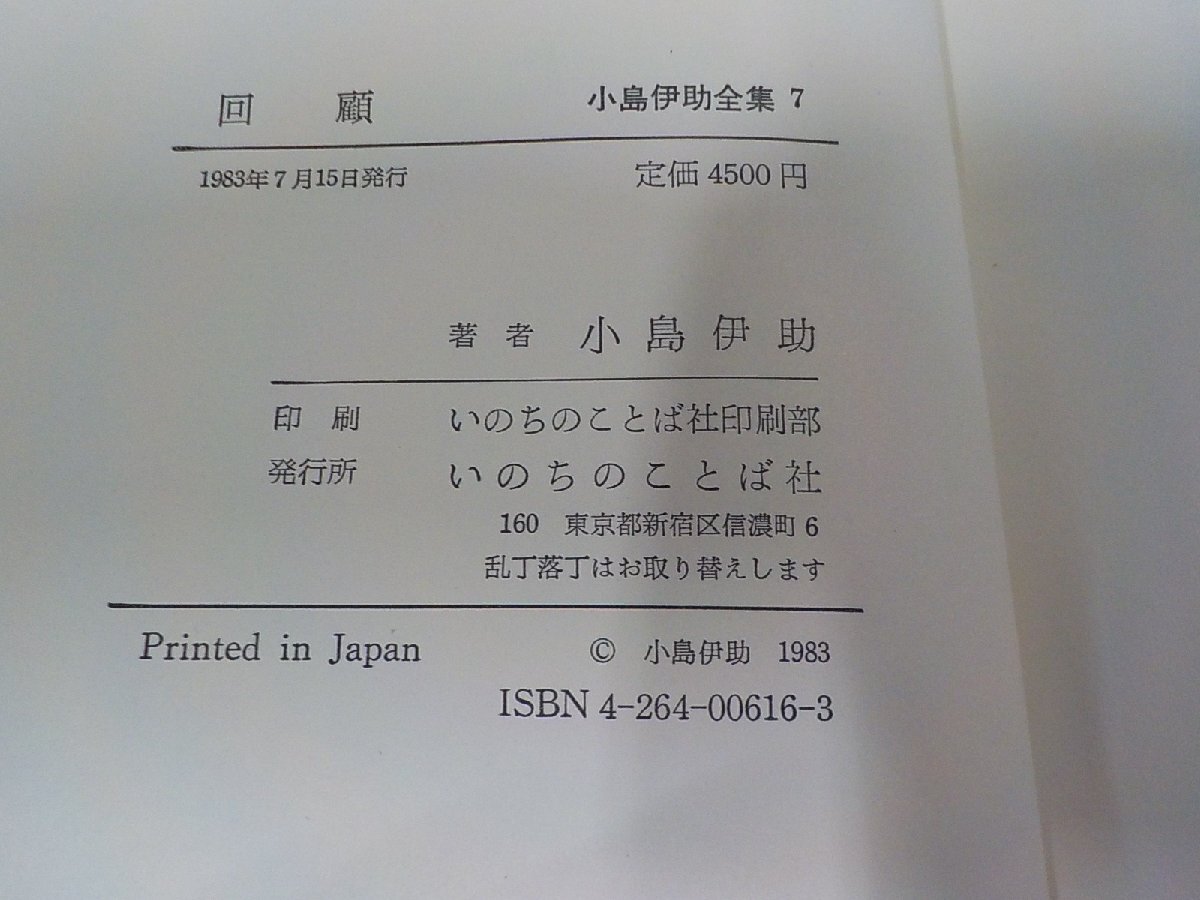 回 顧 小島伊助全集 7
1983年7月15日発行 定価 4500 円
著 者 小 島 伊 助
印 刷 いのちのことば社印刷部
発行所 いのちのことば社
160 東京都新宿区信濃町 6
乱丁落丁はお取り替えします
Printed in Japan © 小島伊助 1983
ISBN 4-264-00616-3